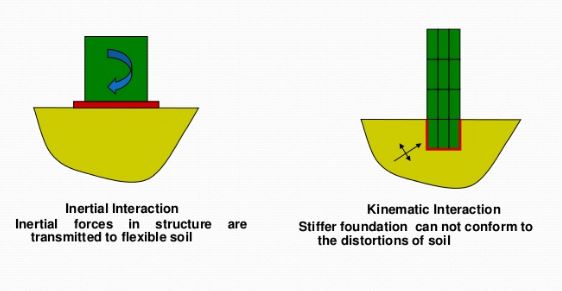 Inertial Interaction
Inertial forces in structure are
transmitted to flexible soil
Kinematic Interaction
Stiffer foundation can not conform to
the distortions of soil